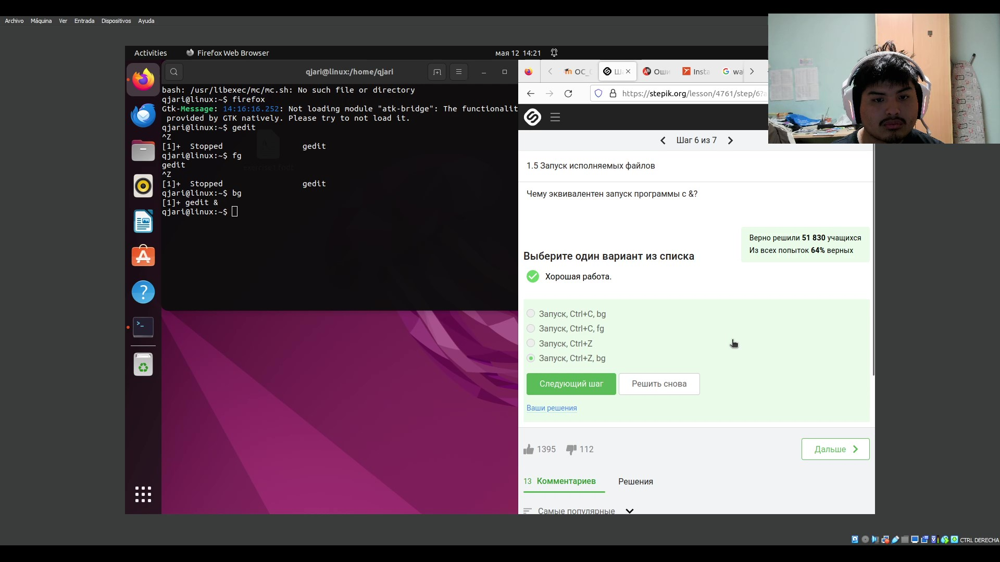 Archivo Máquina Ver Entrada Dispositivos Ayuda
Activities Firefox Web Browser мая 12 14:21
qjari@linux:/home/qjari
bash: /usr/libexec/mc/mc.sh: No such file or directory
qjari@linux:~$ firefox
Gtk-Message: 14:16:16.252: Not loading module "atk-bridge": The functionalit
provided by GTK natively. Please try to not load it.
qjari@linux:~$ gedit
^Z
[1]+ Stopped gedit
qjari@linux:~$ fg
gedit
^Z
[1]+ Stopped gedit
qjari@linux:~$ bg
[1]+ gedit &
qjari@linux:~$
ОС_ Ш Оши Insta wa
https://stepik.org/lesson/4761/step/6?
Шаг 6 из 7
1.5 Запуск исполняемых файлов
Чему эквивалентен запуск программы с &?
Верно решили 51 830 учащихся
Из всех попыток 64% верных
Выберите один вариант из списка
Хорошая работа.
Запуск, Ctrl+C, bg
Запуск, Ctrl+C, fg
Запуск, Ctrl+Z
Запуск, Ctrl+Z, bg
Следующий шаг Решить снова
Ваши решения
1395 112
Дальше
13 Комментариев Решения
Самые популярные
CTRL DERECHA